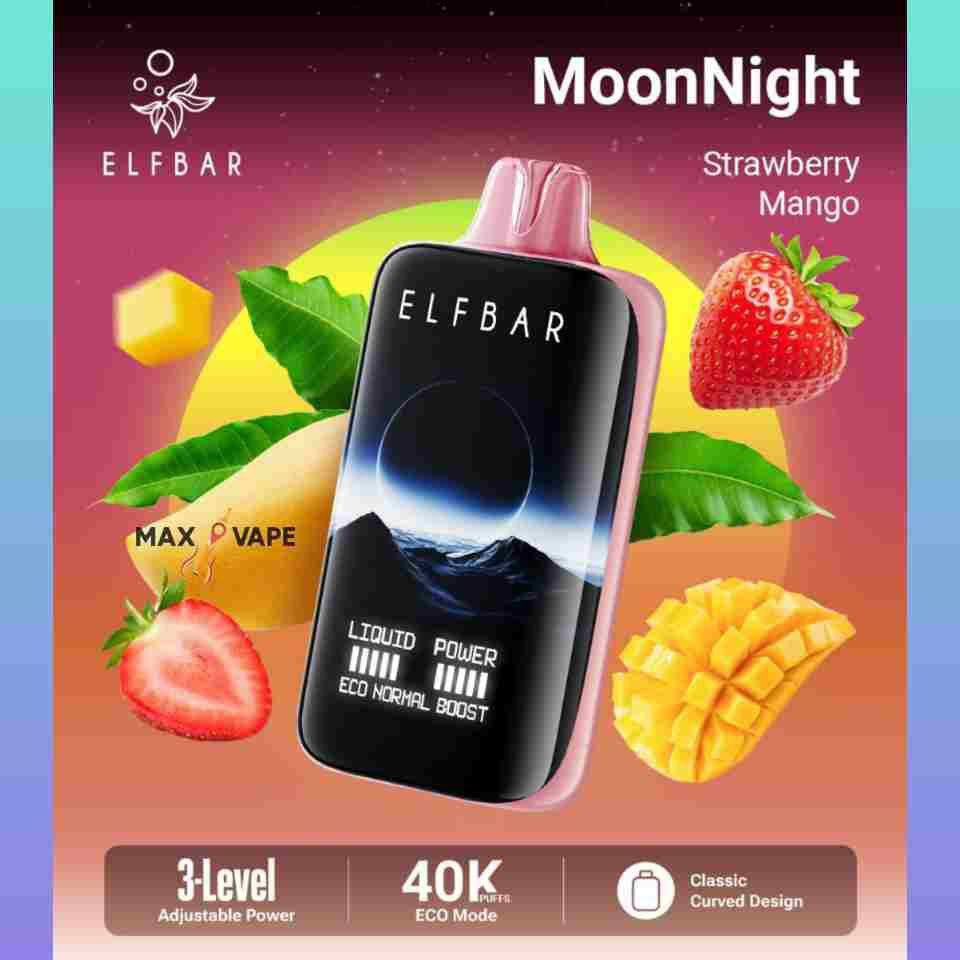 ELFBAR
MoonNight
Strawberry
Mango
ELFBAR
MAX VAPE
LIQUID POWER
ECO NORMAL BOOST
3-Level
Adjustable Power
40K PUFFS
ECO Mode
Classic
Curved Design